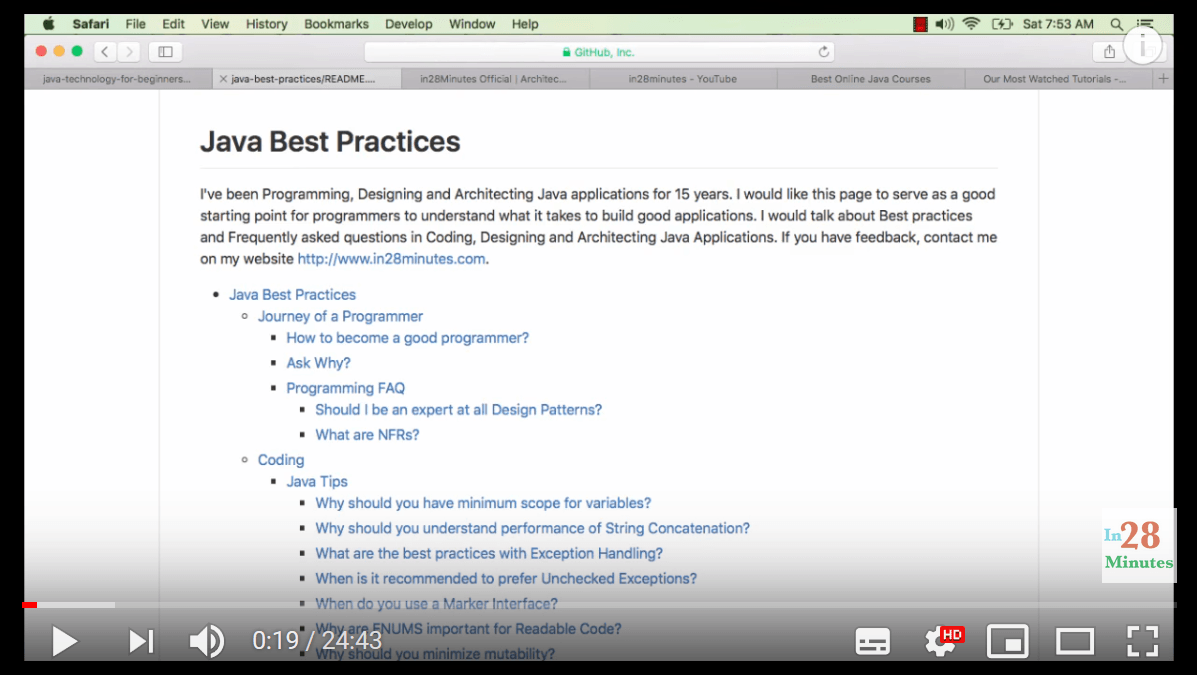 Safari File Edit View History Bookmarks Develop Window Help Sat 7:53 AM
GitHub, Inc.
java-technology-for-beginners... java-best-practices/README.... in28Minutes Official | Architec... in28minutes - YouTube Best Online Java Courses Our Most Watched Tutorials -...
Java Best Practices
I've been Programming, Designing and Architecting Java applications for 15 years. I would like this page to serve as a good
starting point for programmers to understand what it takes to build good applications. I would talk about Best practices
and Frequently asked questions in Coding, Designing and Architecting Java Applications. If you have feedback, contact me
on my website http://www.in28minutes.com.
Java Best Practices
Journey of a Programmer
How to become a good programmer?
Ask Why?
Programming FAQ
Should I be an expert at all Design Patterns?
What are NFRs?
Coding
Java Tips
Why should you have minimum scope for variables?
Why should you understand performance of String Concatenation?
What are the best practices with Exception Handling?
When is it recommended to prefer Unchecked Exceptions?
When do you use a Marker Interface?
Why are ENUMS important for Readable Code?
Why should you minimize mutability?
In28
Minutes
0:19 / 24:43
HD